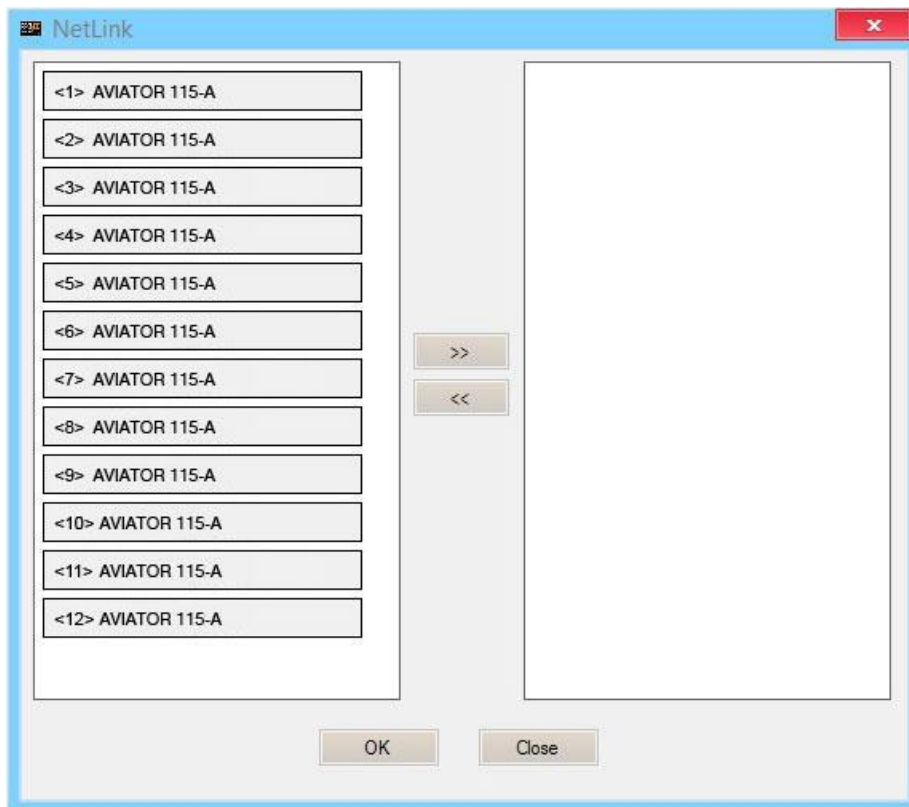 NetLink
<1> AVIATOR 115-A
<2> AVIATOR 115-A
<3> AVIATOR 115-A
<4> AVIATOR 115-A
<5> AVIATOR 115-A
<6> AVIATOR 115-A
<7> AVIATOR 115-A
<8> AVIATOR 115-A
<9> AVIATOR 115-A
<10> AVIATOR 115-A
<11> AVIATOR 115-A
<12> AVIATOR 115-A
>>
<<
OK
Close